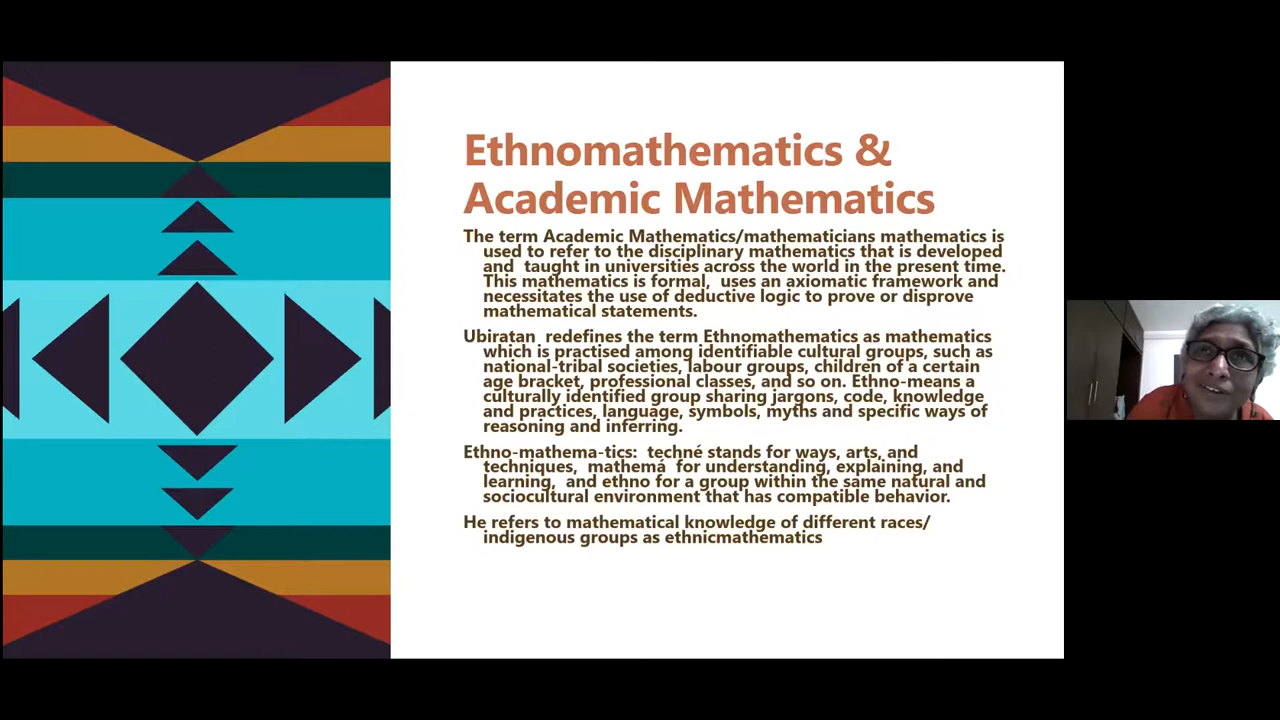 Ethnomathematics &
Academic Mathematics
The term Academic Mathematics/mathematicians mathematics is
used to refer to the disciplinary mathematics that is developed
and taught in universities across the world in the present time.
This mathematics is formal, uses an axiomatic framework and
necessitates the use of deductive logic to prove or disprove
mathematical statements.
Ubiratan redefines the term Ethnomathematics as mathematics
which is practised among identifiable cultural groups, such as
national-tribal societies, labour groups, children of a certain
age bracket, professional classes, and so on. Ethno-means a
culturally identified group sharing jargons, code, knowledge
and practices, language, symbols, myths and specific ways of
reasoning and inferring.
Ethno-mathema-tics: techné stands for ways, arts, and
techniques, mathemá for understanding, explaining, and
learning, and ethno for a group within the same natural and
sociocultural environment that has compatible behavior.
He refers to mathematical knowledge of different races/
indigenous groups as ethnicmathematics